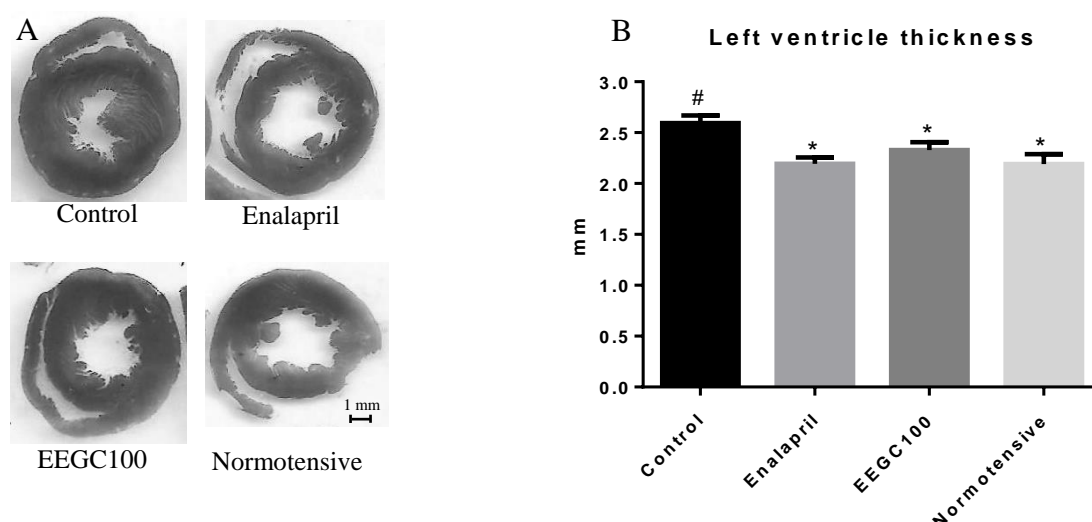 A
Control
Enalapril
EEGC100
Normotensive
1 mm
B
Left ventricle thickness
mm
3.0
2.5
2.0
1.5
1.0
0.5
0.0
#
*
*
*
Control
Enalapril
EEGC100
Normotensive